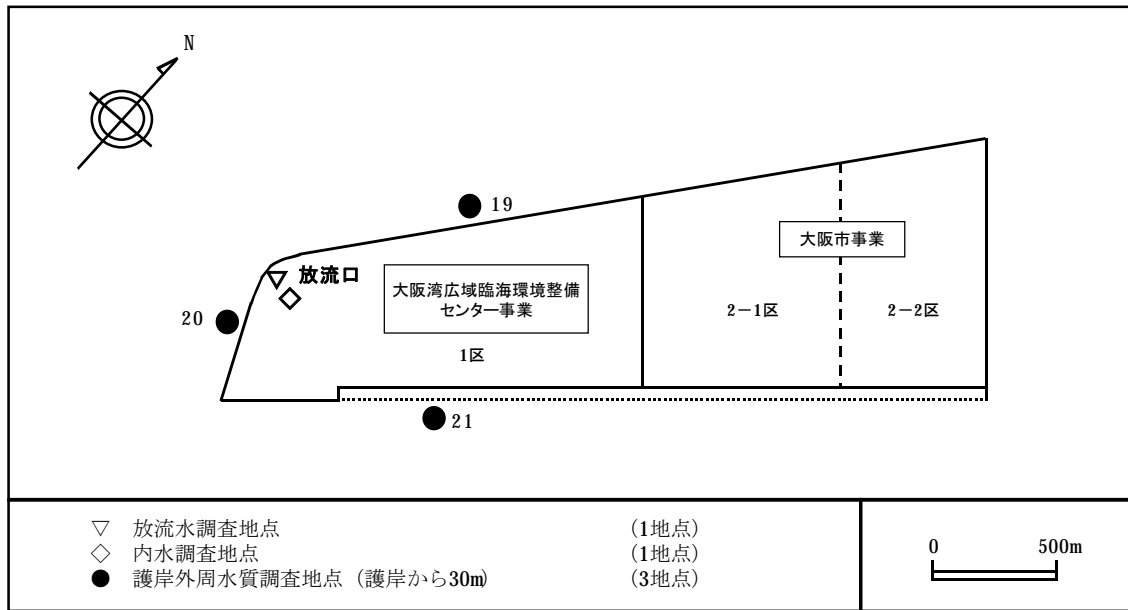 N
19
大阪市事業
放流口
大阪湾広域臨海環境整備
センター事業
20
2－1区
2－2区
1区
21
▽ 放流水調査地点 (1地点)
◇ 内水調査地点 (1地点)
● 護岸外周水質調査地点 (護岸から30m) (3地点)
0 500m